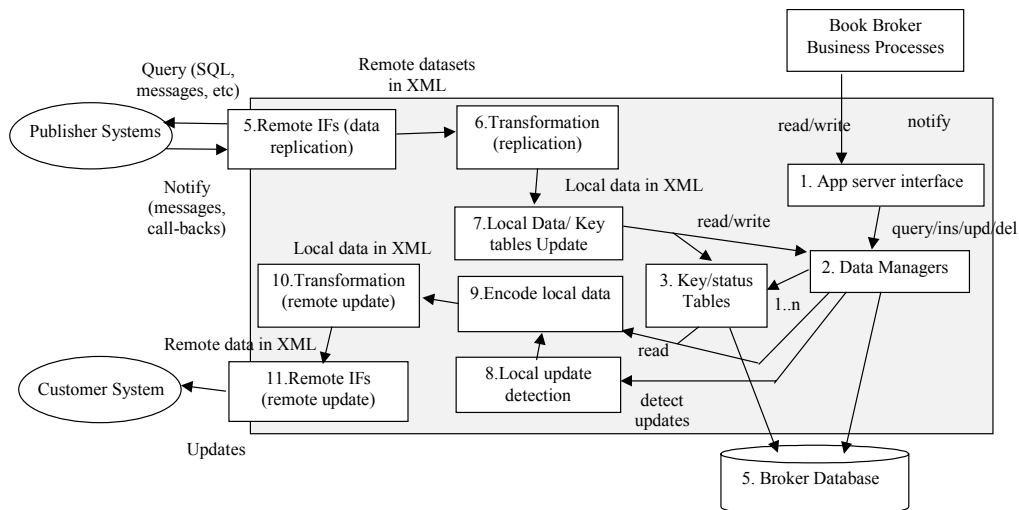 Book Broker
Business Processes
Query (SQL,
messages, etc)
Remote datasets
in XML
Publisher Systems
5.Remote IFs (data
replication)
6.Transformation
(replication)
read/write
notify
Notify
(messages,
call-backs)
Local data in XML
1. App server interface
7.Local Data/ Key
tables Update
read/write
query/ins/upd/del
Local data in XML
10.Transformation
(remote update)
9.Encode local data
3. Key/status
Tables
2. Data Managers
1..n
Remote data in XML
read
Customer System
11.Remote IFs
(remote update)
8.Local update
detection
detect
updates
Updates
5. Broker Database